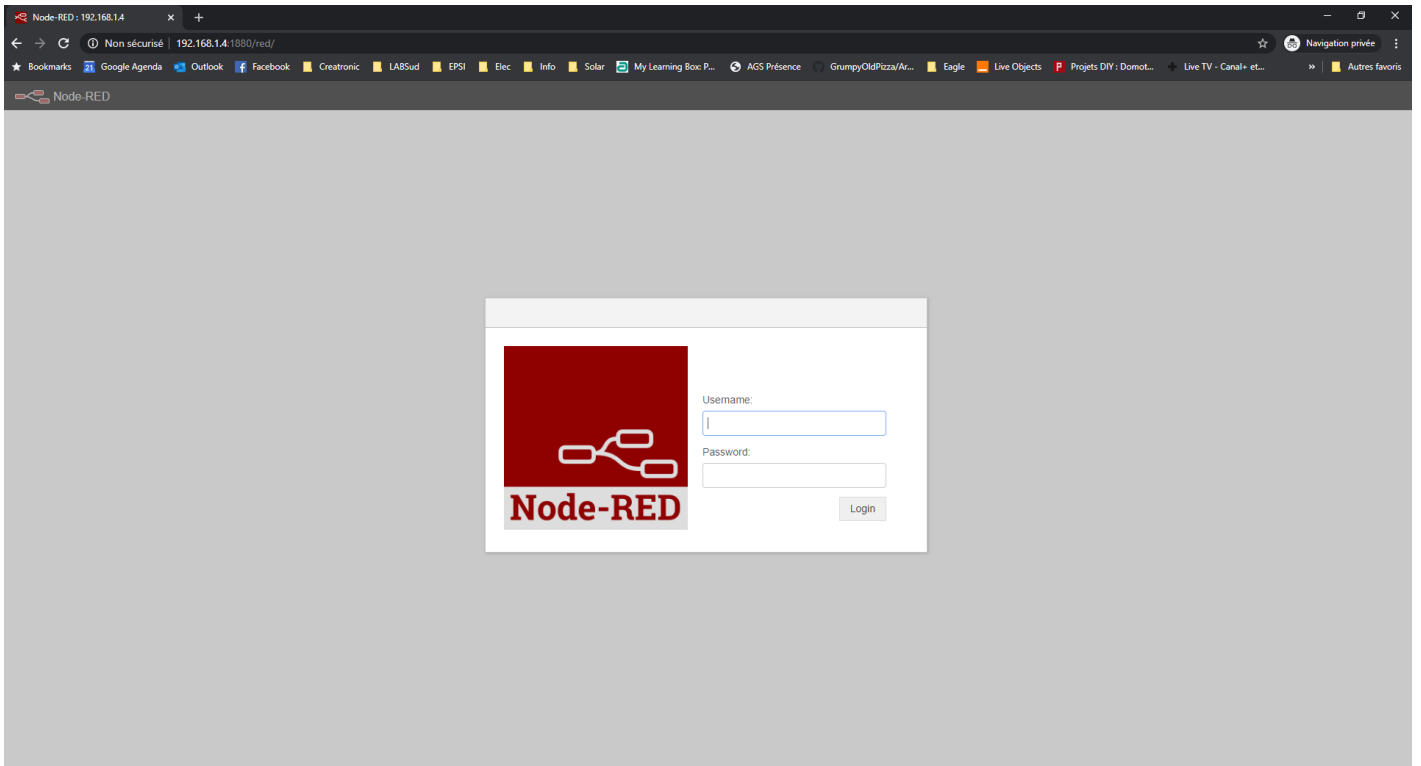 Node-RED : 192.168.1.4
Non sécurisé 192.168.1.4:1880/red/ Navigation privée
Bookmarks 21 Google Agenda Outlook Facebook Creatronic LABSud EPSI Elec Info Solar My Learning Box: P... AGS Présence GrumpyOldPizza/Ar... Eagle Live Objects Projets DIY : Domot... Live TV - Canal+ et... » Autres favoris
Node-RED
Username:
Password:
Login
Node-RED